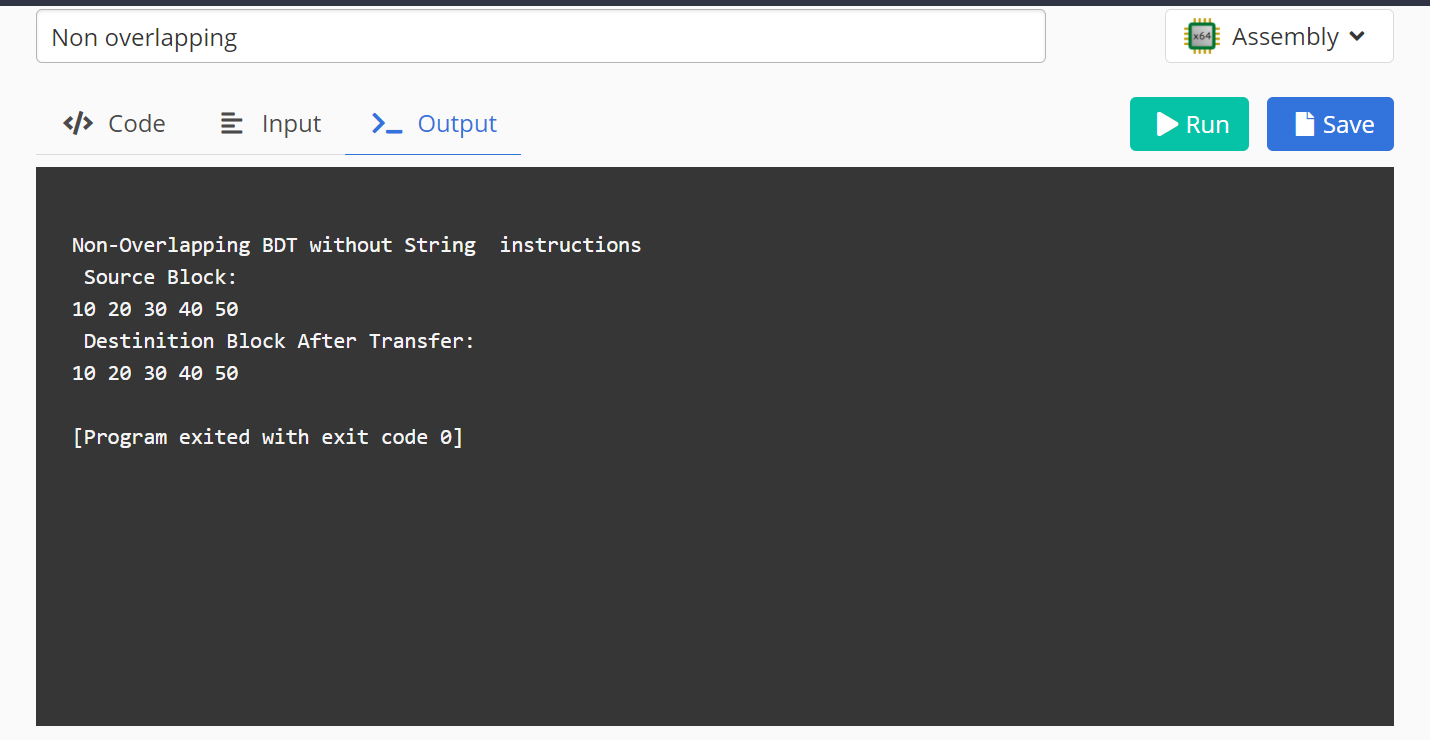 Non overlapping
x64 Assembly
Code Input Output
Run Save
Non-Overlapping BDT without String  instructions
Source Block:
10 20 30 40 50
Destinition Block After Transfer:
10 20 30 40 50
[Program exited with exit code 0]